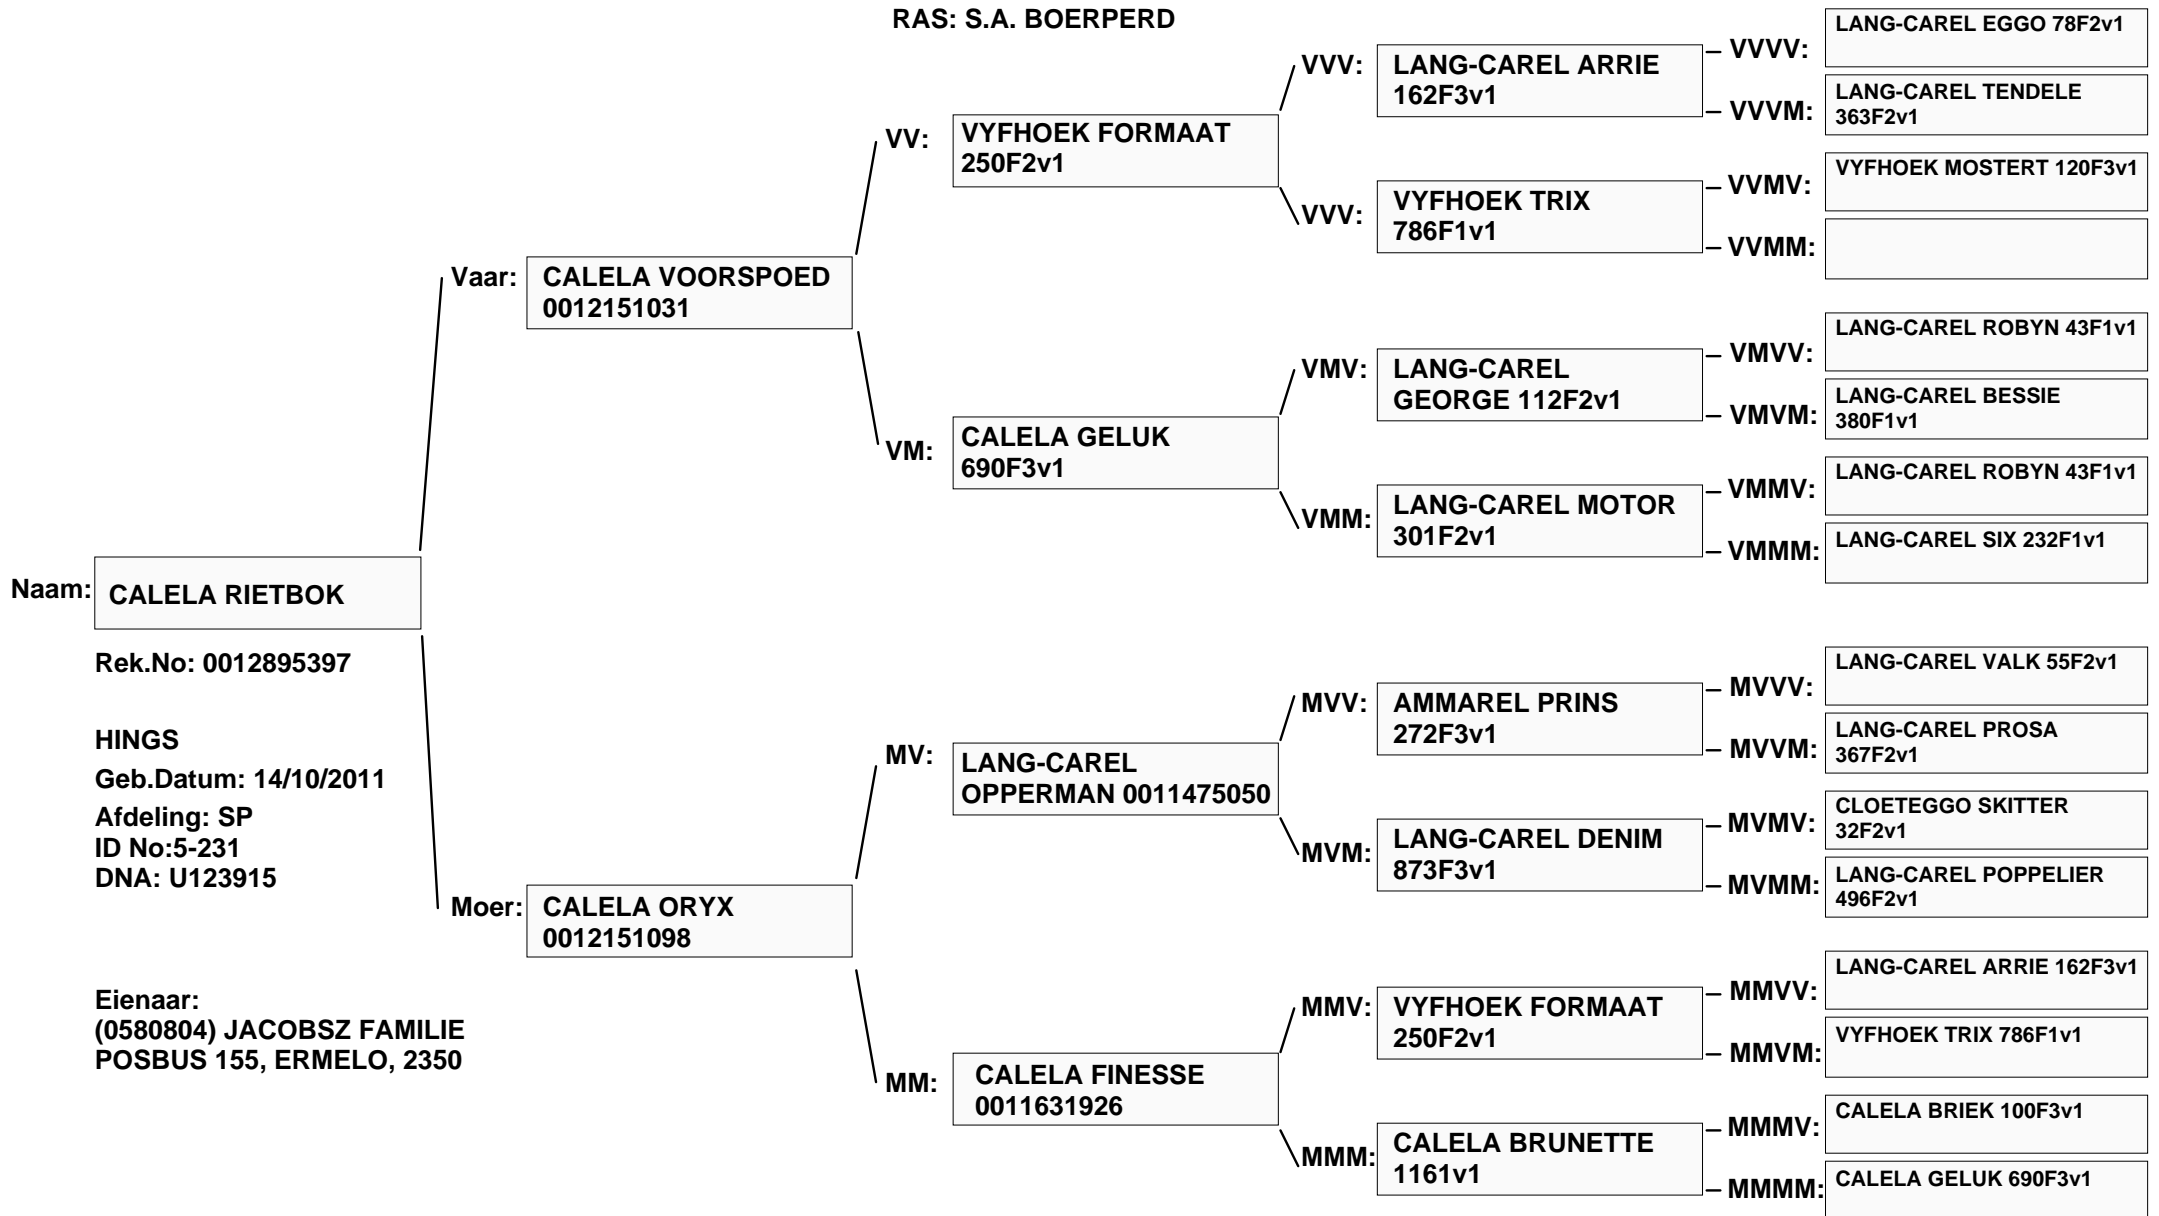 RAS: S.A. BOERPERD
Naam:
CALELA RIETBOK
Rek.No: 0012895397
HINGS
Geb.Datum: 14/10/2011
Afdeling: SP
ID No:5-231
DNA: U123915
Eienaar:
(0580804) JACOBSZ FAMILIE
POSBUS 155, ERMELO, 2350
Vaar:
CALELA VOORSPOED
0012151031
Moer:
CALELA ORYX
0012151098
VV:
VYFHOEK FORMAAT
250F2v1
VM:
CALELA GELUK
690F3v1
MV:
LANG-CAREL
OPPERMAN 0011475050
MM:
CALELA FINESSE
0011631926
VVV:
LANG-CAREL ARRIE
162F3v1
VVV:
VYFHOEK TRIX
786F1v1
VMV:
LANG-CAREL
GEORGE 112F2v1
VMM:
LANG-CAREL MOTOR
301F2v1
MVV:
AMMAREL PRINS
272F3v1
MVM:
LANG-CAREL DENIM
873F3v1
MMV:
VYFHOEK FORMAAT
250F2v1
MMM:
CALELA BRUNETTE
1161v1
VVVV:
LANG-CAREL EGGO 78F2v1
VVVM:
LANG-CAREL TENDELE
363F2v1
VVMV:
VYFHOEK MOSTERT 120F3v1
VVMM:
VMVV:
LANG-CAREL ROBYN 43F1v1
VMVM:
LANG-CAREL BESSIE
380F1v1
VMMV:
LANG-CAREL ROBYN 43F1v1
VMMM:
LANG-CAREL SIX 232F1v1
MVVV:
LANG-CAREL VALK 55F2v1
MVVM:
LANG-CAREL PROSA
367F2v1
MVMV:
CLOETEGGO SKITTER
32F2v1
MVMM:
LANG-CAREL POPPELIER
496F2v1
MMVV:
LANG-CAREL ARRIE 162F3v1
MMVM:
VYFHOEK TRIX 786F1v1
MMMV:
CALELA BRIEK 100F3v1
MMMM:
CALELA GELUK 690F3v1